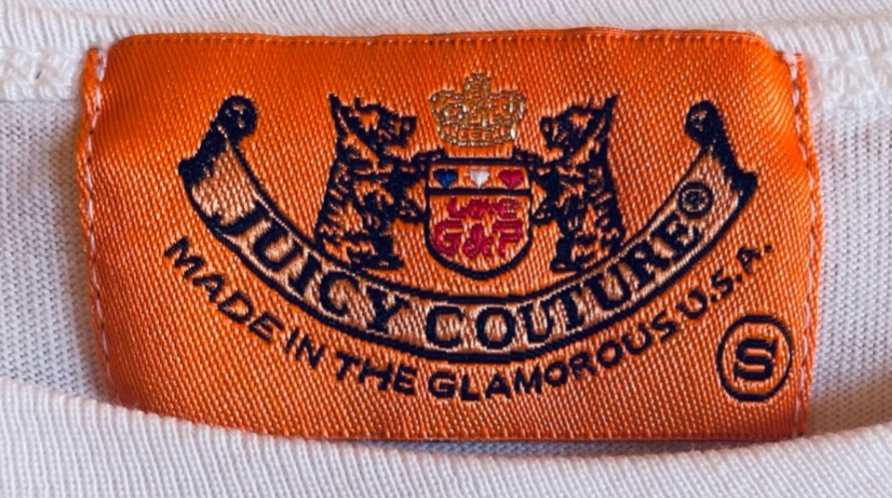 LOVE
G&P
JUICY COUTURE®
MADE IN THE GLAMOROUS U.S.A.
S